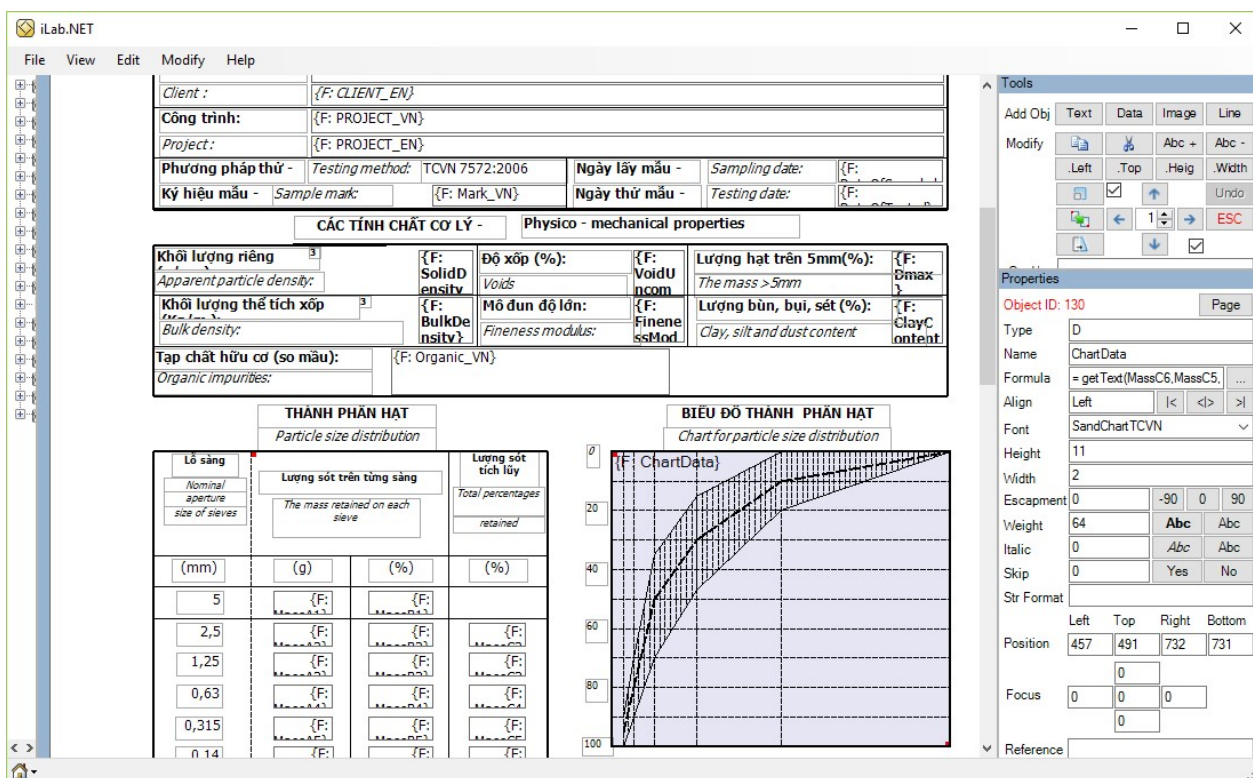 iLab.NET
File View Edit Modify Help
Client : {F: CLIENT_EN}
Công trình: {F: PROJECT_VN}
Project : {F: PROJECT_EN}
Phương pháp thử - Testing method: TCVN 7572:2006 Ngày lấy mẫu - Sampling date: {F:
Ký hiệu mẫu - Sample mark: {F: Mark_VN} Ngày thử mẫu - Testing date: {F:
CÁC TÍNH CHẤT CƠ LÝ - Physico - mechanical properties
Khối lượng riêng 3
Apparent particle density:
{F:
SolidD
ensity
Độ xốp (%):
Voids
{F:
VoidU
ncom
Lượng hạt trên 5mm(%):
The mass >5mm
{F:
Dmax
}
Khối lượng thể tích xốp 3
Bulk density:
{F:
BulkDe
nsity}
Mô đun độ lớn:
Fineness modulus:
{F:
Finene
ssMod
Lượng bùn, bụi, sét (%):
Clay, silt and dust content
{F:
ClayC
ontent
Tạp chất hữu cơ (so mầu): {F: Organic_VN}
Organic impurities:
THÀNH PHẦN HẠT
Particle size distribution
Lỗ sàng
Nominal
aperture
size of sieves
Lượng sót trên từng sàng
The mass retained on each
sieve
Lượng sót
tích lũy
Total percentages
retained
(mm) (g) (%) (%)
5 {F: {F:
2,5 {F: {F: {F:
1,25 {F: {F: {F:
0,63 {F: {F: {F:
0,315 {F: {F: {F:
0,14 {F: {F: {F:
BIỂU ĐỒ THÀNH PHẦN HẠT
Chart for particle size distribution
{F: ChartData}
0
20
40
60
80
100
Tools
Add Obj Text Data Image Line
Modify Abc + Abc -
.Left .Top .Heig .Width
Undo
1 ESC
Properties
Object ID: 130 Page
Type D
Name ChartData
Formula = getText(MassC6,MassC5, ...
Align Left |< <|> >|
Font SandChartTCVN
Height 11
Width 2
Escapment 0 -90 0 90
Weight 64 Abc Abc
Italic 0 Abc Abc
Skip 0 Yes No
Str Format
Left Top Right Bottom
Position 457 491 732 731
0
Focus 0 0 0
0
Reference